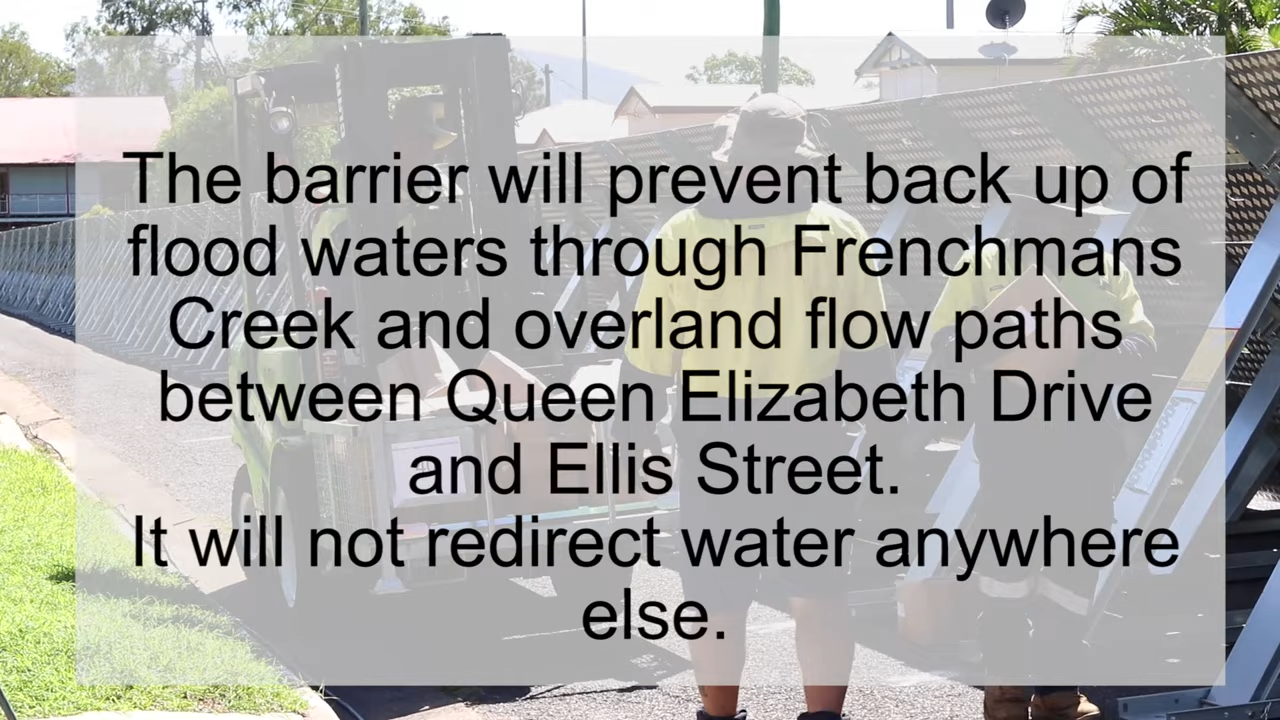 The barrier will prevent back up of
flood waters through Frenchmans
Creek and overland flow paths
between Queen Elizabeth Drive
and Ellis Street.
It will not redirect water anywhere
else.